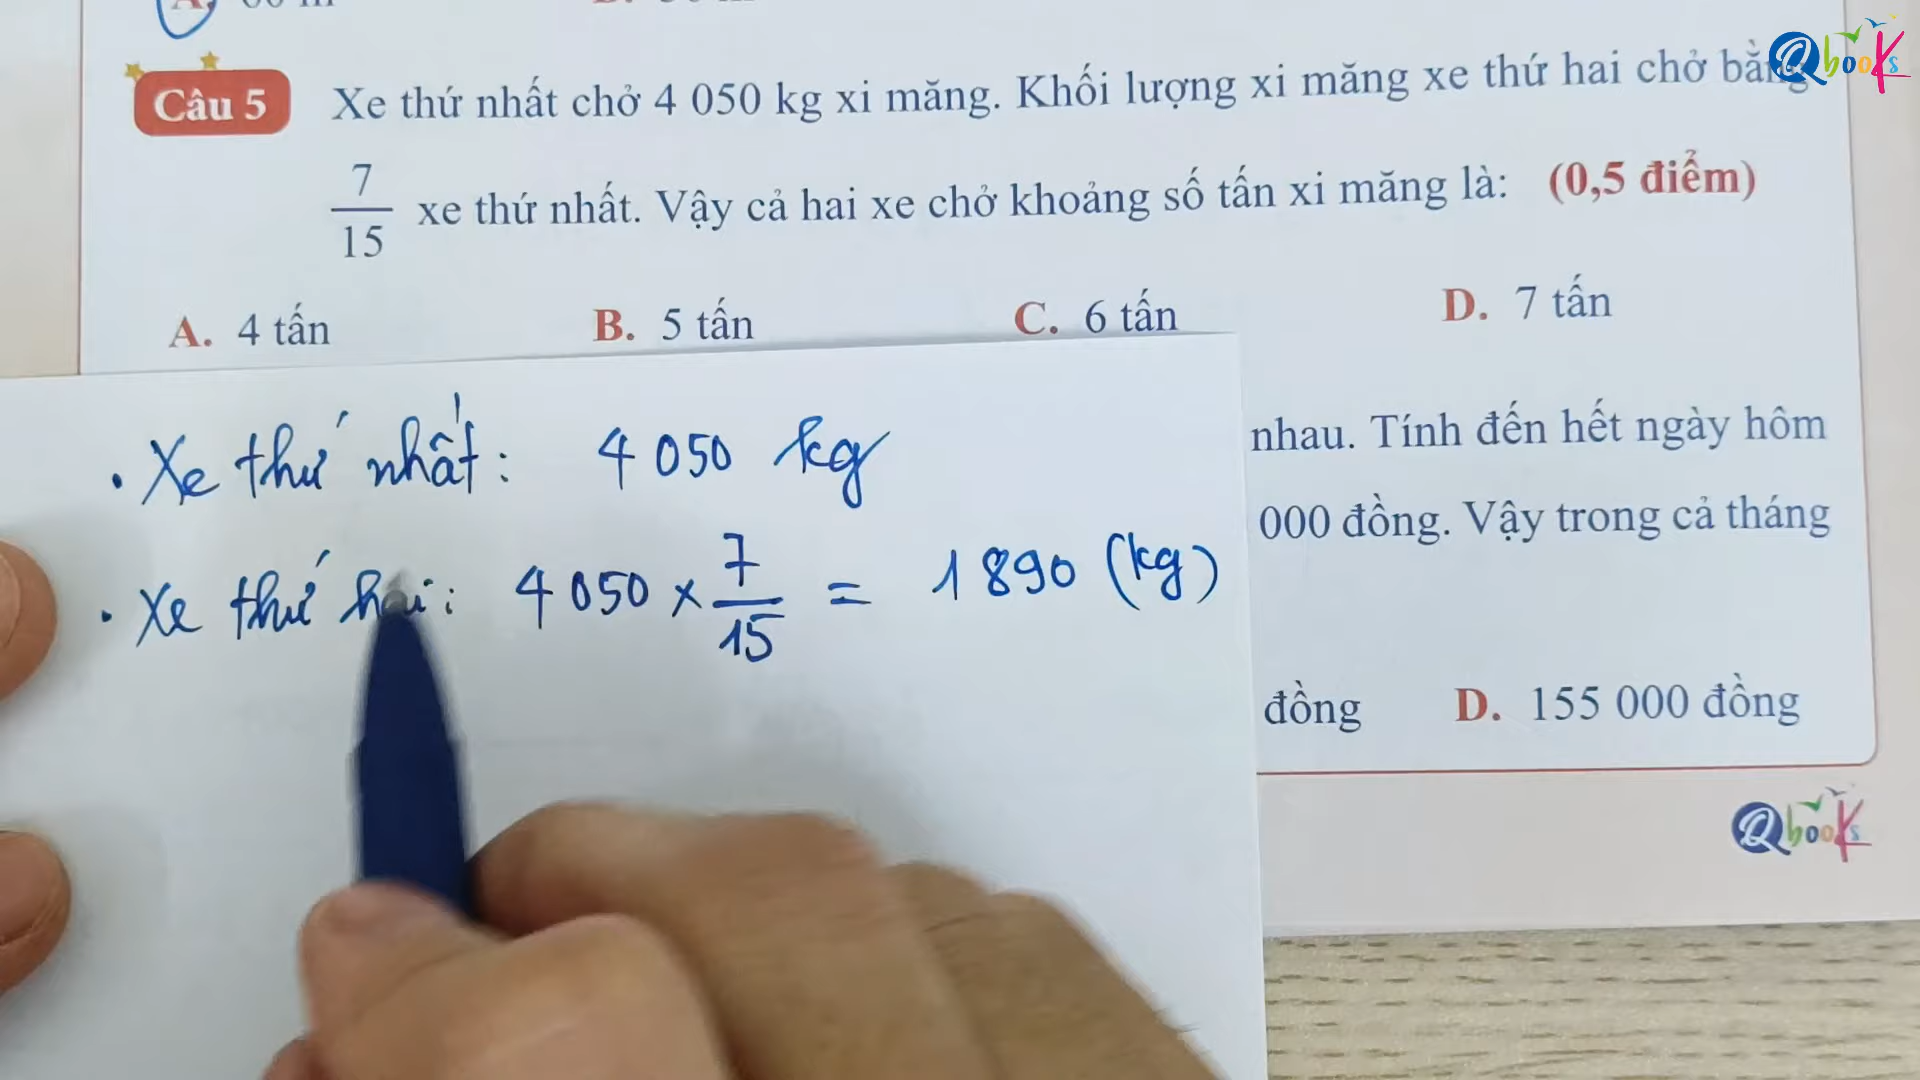 Qbooks
Câu 5 Xe thứ nhất chở 4 050 kg xi măng. Khối lượng xi măng xe thứ hai chở bằng
7/15 xe thứ nhất. Vậy cả hai xe chở khoảng số tấn xi măng là: (0,5 điểm)
A. 4 tấn B. 5 tấn C. 6 tấn D. 7 tấn
• Xe thứ nhất: 4 050 kg
nhau. Tính đến hết ngày hôm
000 đồng. Vậy trong cả tháng
• Xe thứ hai: 4 050 × 7/15 = 1 890 (kg)
đồng D. 155 000 đồng
Qbooks